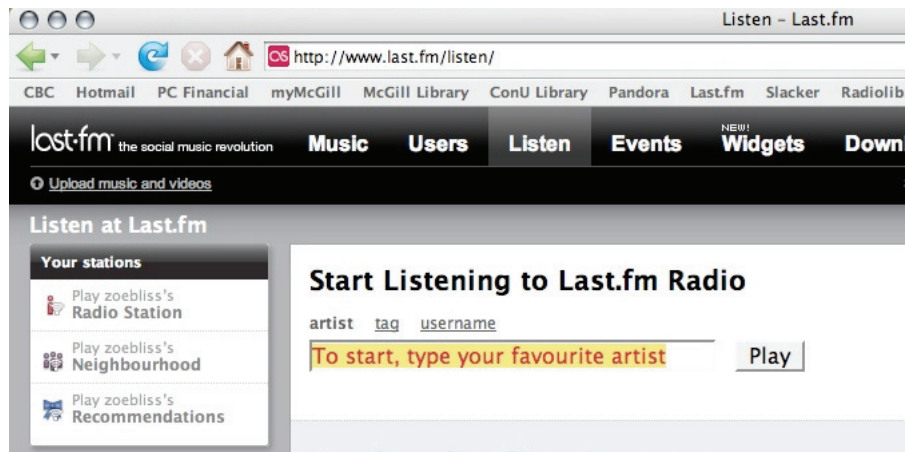 Listen – Last.fm
http://www.last.fm/listen/
CBC Hotmail PC Financial myMcGill McGill Library ConU Library Pandora Last.fm Slacker Radiolib
last·fm the social music revolution Music Users Listen Events NEW! Widgets Down
Upload music and videos
Listen at Last.fm
Your stations
Play zoebliss's
Radio Station
Play zoebliss's
Neighbourhood
Play zoebliss's
Recommendations
Start Listening to Last.fm Radio
artist tag username
To start, type your favourite artist Play